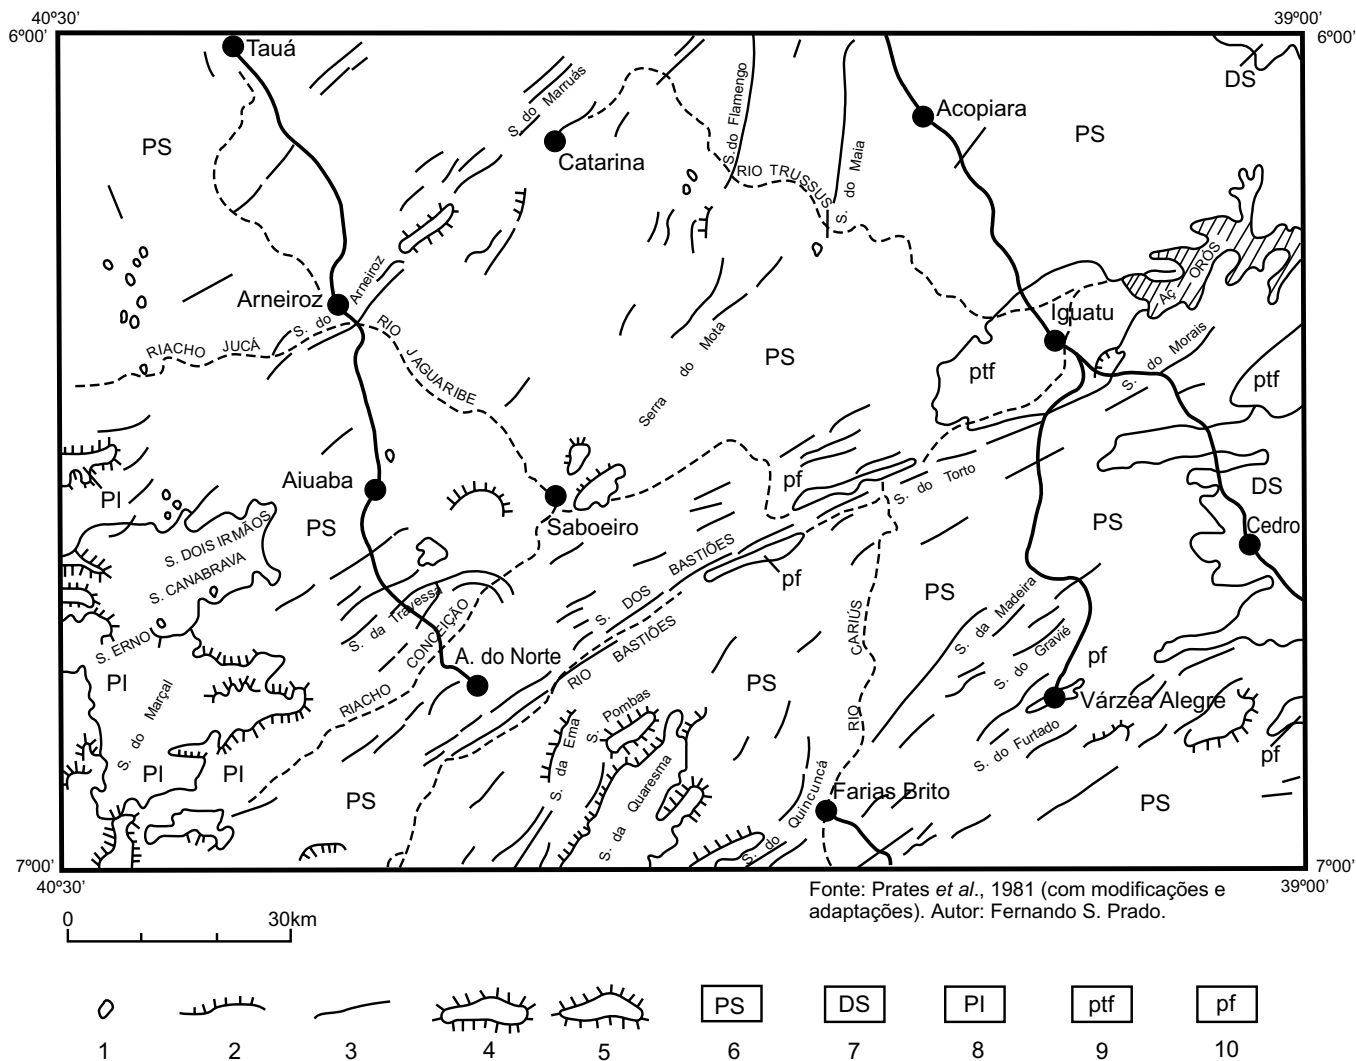 40º30’
39º00’
6º00’
6º00’
Tauá
DS
S. do Marruás
S. do Flamengo
Acopiara
PS
PS
Catarina
RIO TRUSSUS
S. do Maia
Aç. ORÓS
Arneiroz
S. do Arneiroz
RIO JAGUARIBE
Iguatu
RIACHO JUCÁ
Serra do Mota
PS
S. do Morais
ptf
ptf
Aiuaba
PI
pf
S. do Torto
DS
Saboeiro
PS
PS
Cedro
S. DOIS IRMÃOS
S. CANABRAVA
S. DOS BASTIÕES
pf
PS
S. da Travessa
RIACHO CONCEIÇÃO
S. ERNO
RIO BASTIÕES
RIO CARIÚS
S. da Madeira
S. do Gravié
A. do Norte
pf
PI
PS
Várzea Alegre
S. do Marçal
S. Pombas
S. da Ema
S. do Furtado
PI
PI
pf
S. da Quaresma
PS
S. do Quincuncá
Farias Brito
PS
7º00’
7º00’
40º30’
39º00’
Fonte: Prates et al., 1981 (com modificações e
adaptações). Autor: Fernando S. Prado.
0 30km
PS DS PI ptf pf
1 2 3 4 5 6 7 8 9 10